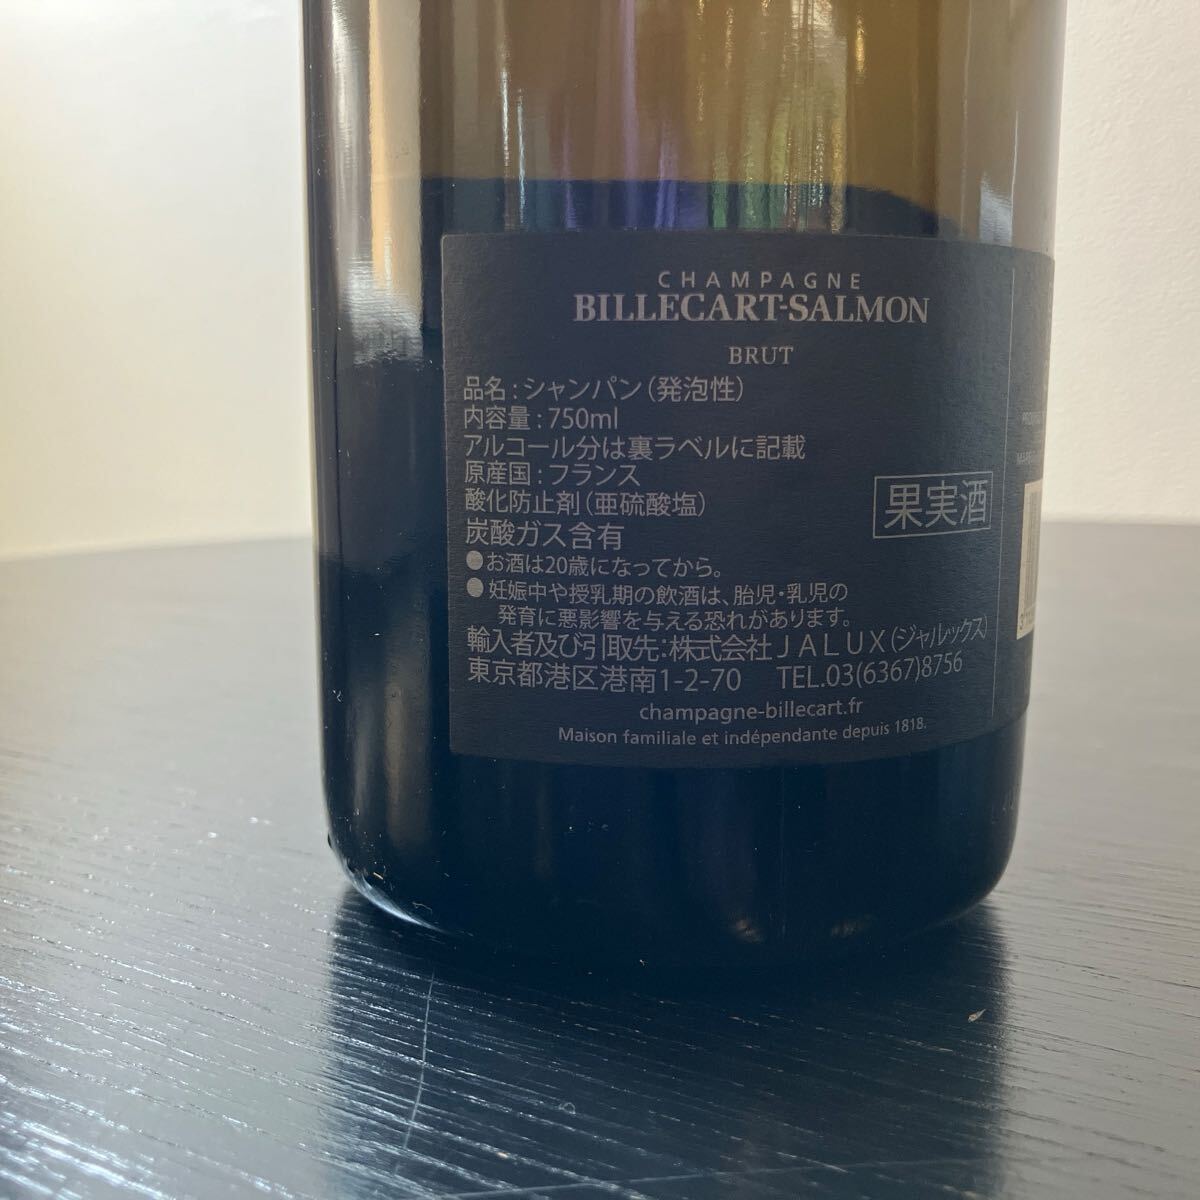 CHAMPAGNE
BILLECART-SALMON
BRUT
品名:シャンパン(発泡性)
内容量:750ml
アルコール分は裏ラベルに記載
原産国:フランス
酸化防止剤(亜硫酸塩)
炭酸ガス含有
果実酒
●お酒は20歳になってから。
●妊娠中や授乳期の飲酒は、胎児・乳児の
発育に悪影響を与える恐れがあります。
輸入者及び引取先:株式会社JALUX(ジャルックス)
東京都港区港南1-2-70 TEL.03(6367)8756
champagne-billecart.fr
Maison familiale et indépendante depuis 1818.